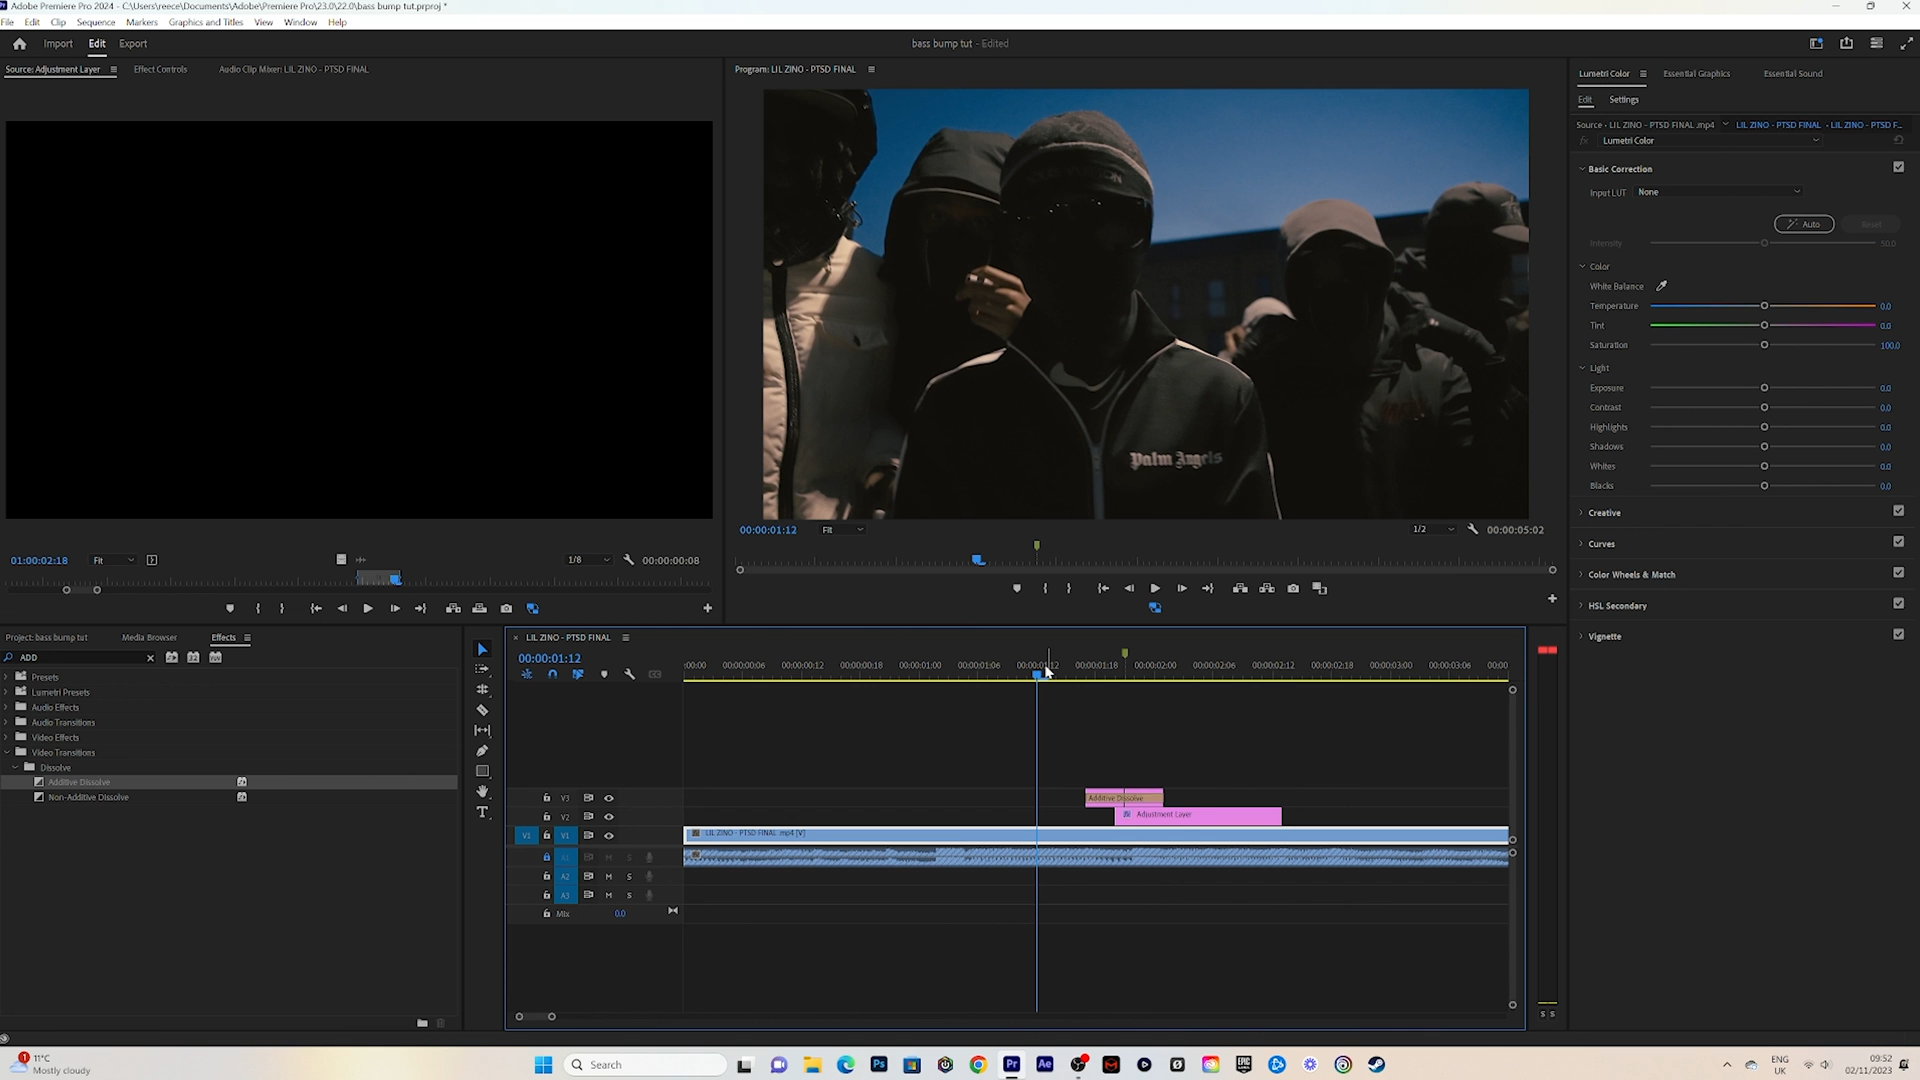 Adobe Premiere Pro 2024 - C:\Users\reece\Documents\Adobe\Premiere Pro\23.0\22.0\bass bump tut.prproj *
File Edit Clip Sequence Markers Graphics and Titles View Window Help
Import Edit Export
bass bump tut - Edited
Source: Adjustment Layer Effect Controls Audio Clip Mixer: LIL ZINO - PTSD FINAL
Program: LIL ZINO - PTSD FINAL
Lumetri Color Essential Graphics Essential Sound
Edit Settings
Source • LIL ZINO - PTSD FINAL .mp4 LIL ZINO - PTSD FINAL • LIL ZINO - PTSD F...
fx Lumetri Color
Basic Correction
Input LUT None
Auto Reset
Intensity 50.0
Color
White Balance
Temperature 0.0
Tint 0.0
Saturation 100.0
Light
Exposure 0.0
Contrast 0.0
Highlights 0.0
Shadows 0.0
Whites 0.0
Blacks 0.0
Creative
Curves
Color Wheels & Match
HSL Secondary
Vignette
Palm Angels
00:00:01:12 Fit 1/2 00:00:05:02
01:00:02:18 Fit 1/8 00:00:00:08
Project: bass bump tut Media Browser Effects
ADD
Presets
Lumetri Presets
Audio Effects
Audio Transitions
Video Effects
Video Transitions
Dissolve
Additive Dissolve
Non-Additive Dissolve
LIL ZINO - PTSD FINAL
00:00:01:12
:00:00 00:00:00:06 00:00:00:12 00:00:00:18 00:00:01:00 00:00:01:06 00:00:01:12 00:00:01:18 00:00:02:00 00:00:02:06 00:00:02:12 00:00:02:18 00:00:03:00 00:00:03:06 00:00
V3 Additive Dissolve
V2 Adjustment Layer
V1 V1 LIL ZINO - PTSD FINAL .mp4 [V]
A1 M S
A2 M S
A3 M S
Mix 0.0
S S
1
11°C
Mostly cloudy
Search
Ps Pr Ae
EPIC GAMES
ENG
UK
09:52
02/11/2023